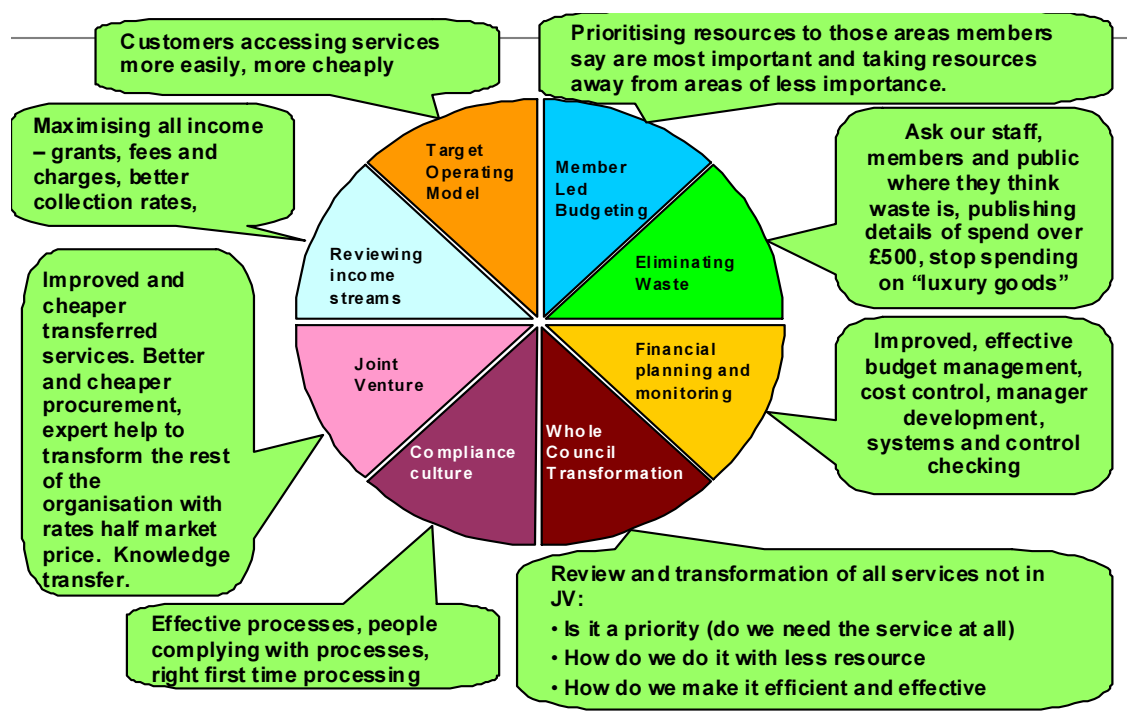 Customers accessing services
more easily, more cheaply
Prioritising resources to those areas members
say are most important and taking resources
away from areas of less importance.
Maximising all income
– grants, fees and
charges, better
collection rates,
Target
Operating
Model
Member
Led
Budgeting
Ask our staff,
members and public
where they think
waste is, publishing
details of spend over
£500, stop spending
on “luxury goods”
Reviewing
income
streams
Eliminating
Waste
Improved and
cheaper
transferred
services. Better
and cheaper
procurement,
expert help to
transform the rest
of the
organisation with
rates half market
price.  Knowledge
transfer.
Joint
Venture
Financial
planning and
monitoring
Improved, effective
budget management,
cost control, manager
development,
systems and control
checking
Compliance
culture
Whole
Council
Transformation
Effective processes, people
complying with processes,
right first time processing
Review and transformation of all services not in
JV:
• Is it a priority (do we need the service at all)
• How do we do it with less resource
• How do we make it efficient and effective